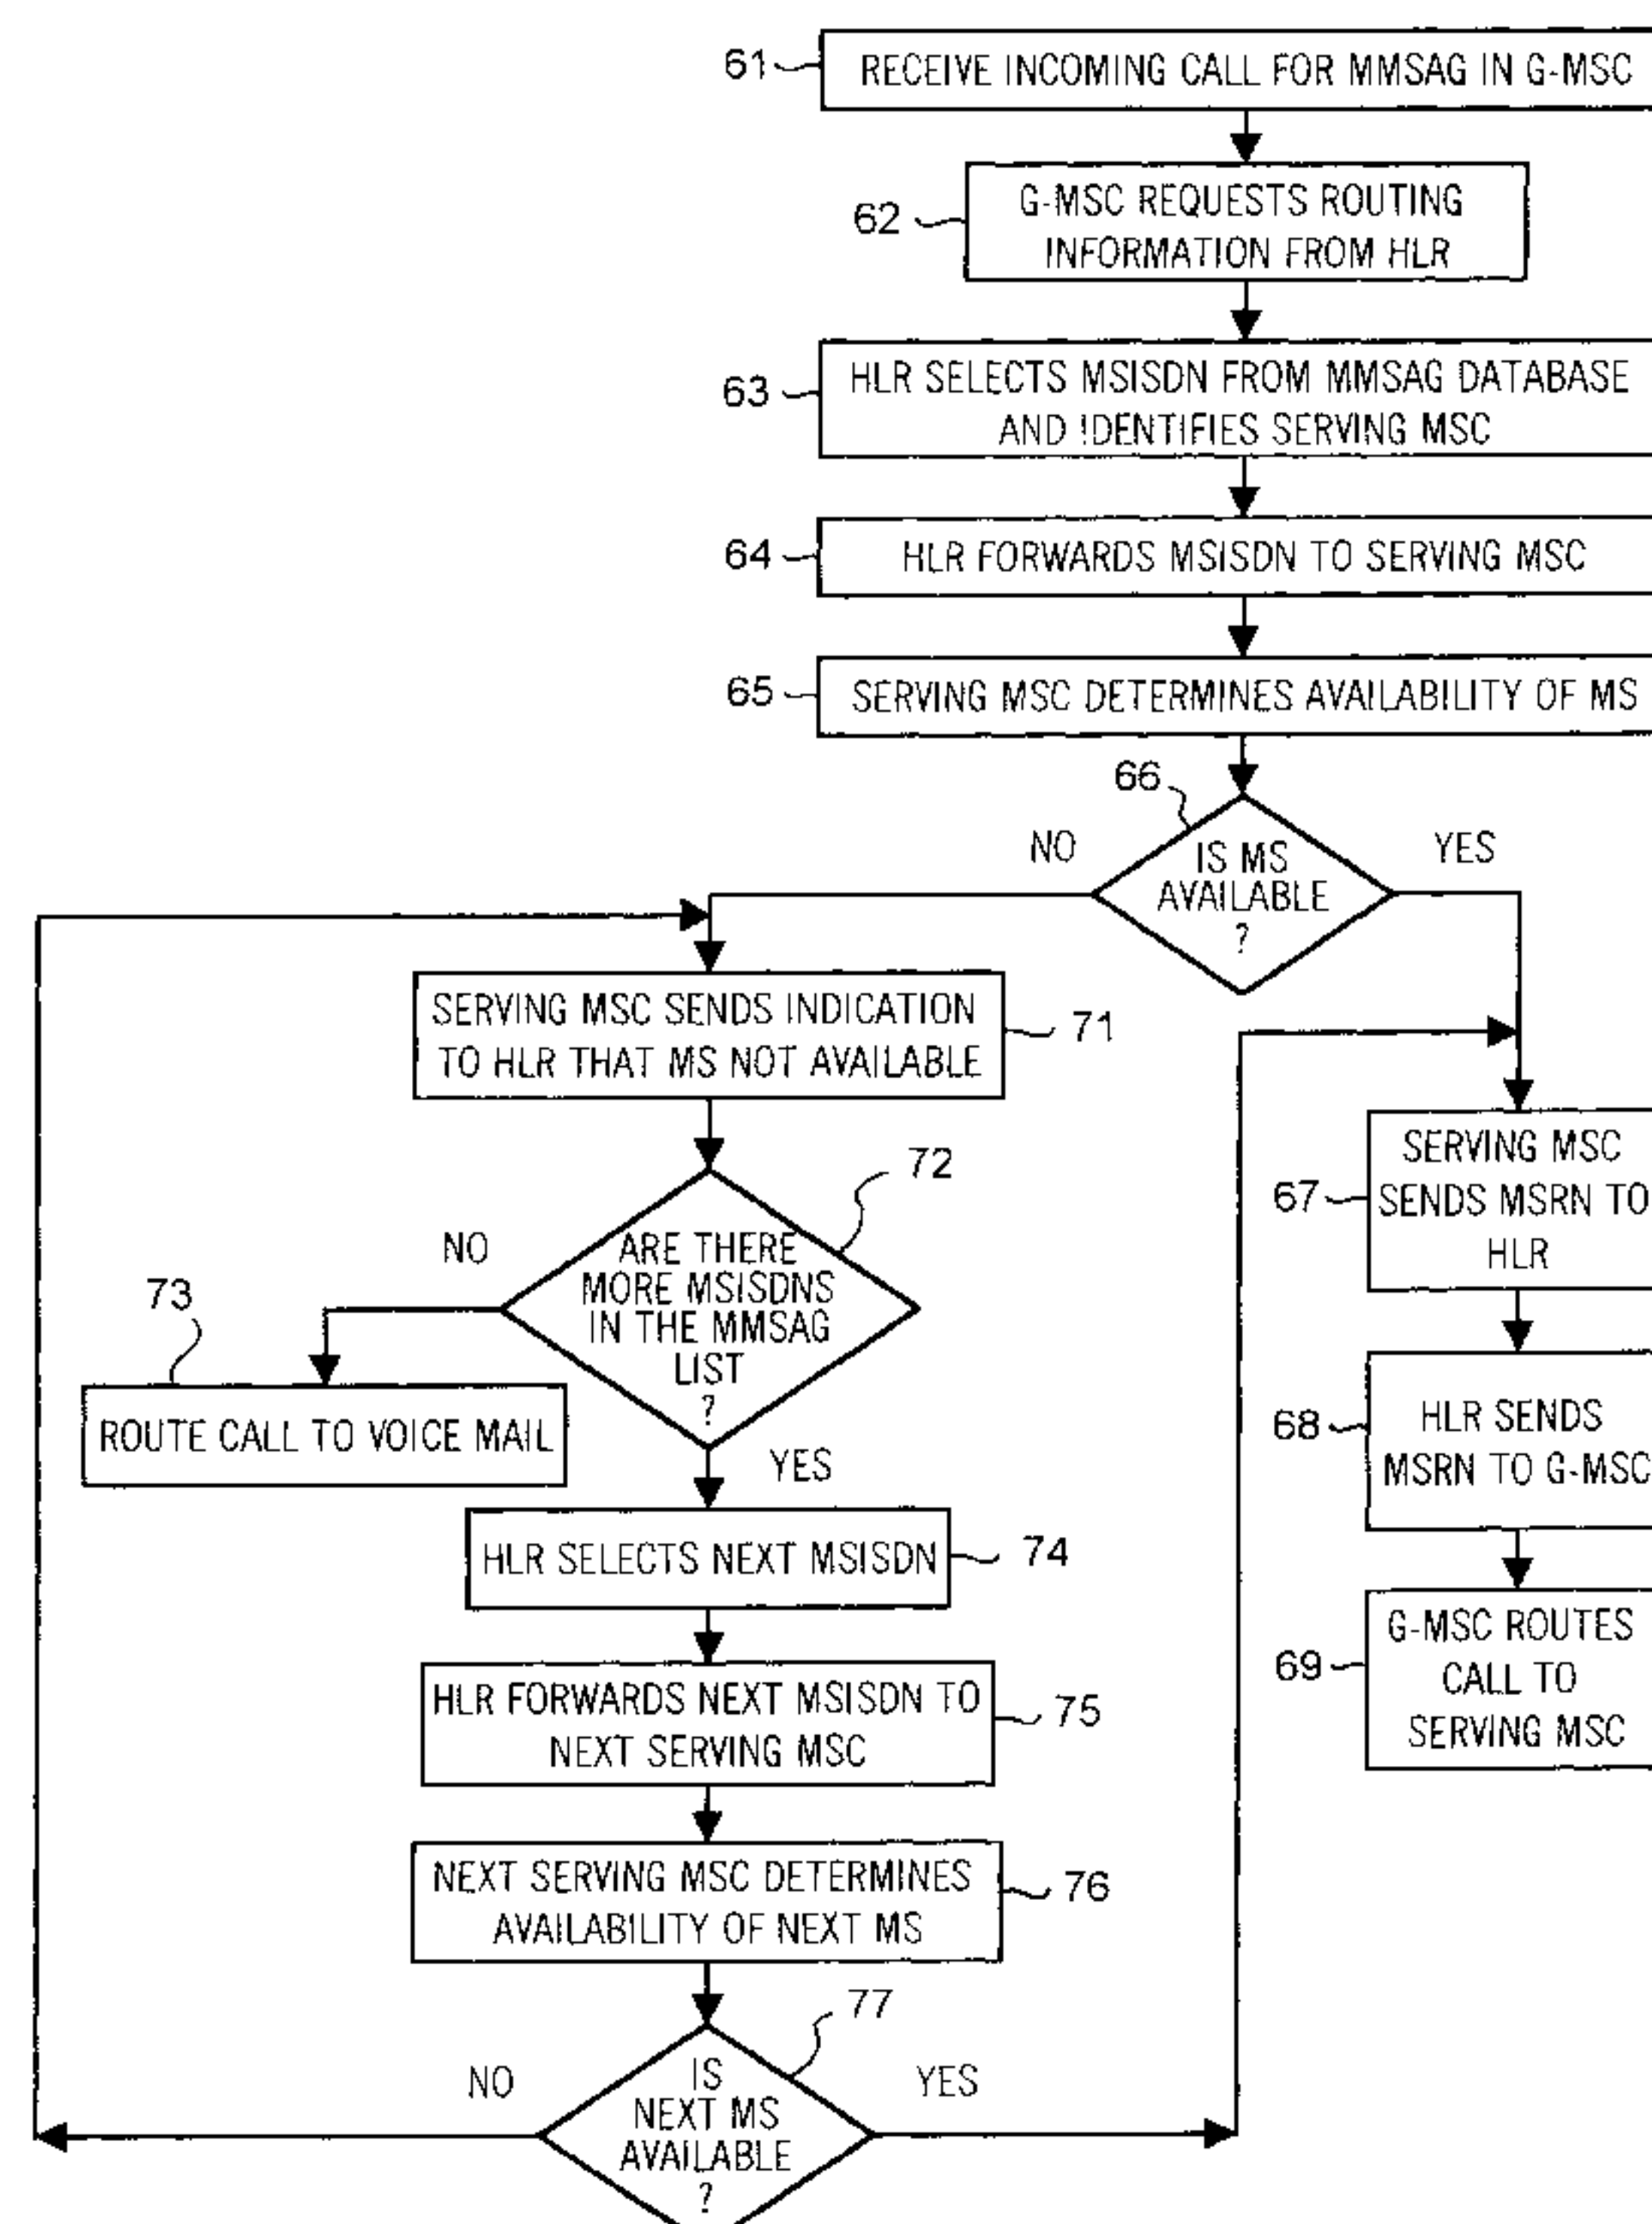 61
RECEIVE INCOMING CALL FOR MMSAG IN G-MSC
62
G-MSC REQUESTS ROUTING
INFORMATION FROM HLR
63
HLR SELECTS MSISDN FROM MMSAG DATABASE
AND IDENTIFIES SERVING MSC
64
HLR FORWARDS MSISDN TO SERVING MSC
65
SERVING MSC DETERMINES AVAILABILITY OF MS
66
NO
IS MS
AVAILABLE
?
YES
SERVING MSC SENDS INDICATION
TO HLR THAT MS NOT AVAILABLE
71
72
NO
ARE THERE
MORE MSISDNS
IN THE MMSAG
LIST
?
YES
73
ROUTE CALL TO VOICE MAIL
HLR SELECTS NEXT MSISDN
74
HLR FORWARDS NEXT MSISDN TO
NEXT SERVING MSC
75
NEXT SERVING MSC DETERMINES
AVAILABILITY OF NEXT MS
76
77
NO
IS
NEXT MS
AVAILABLE
?
YES
67
SERVING MSC
SENDS MSRN TO
HLR
68
HLR SENDS
MSRN TO G-MSC
69
G-MSC ROUTES
CALL TO
SERVING MSC